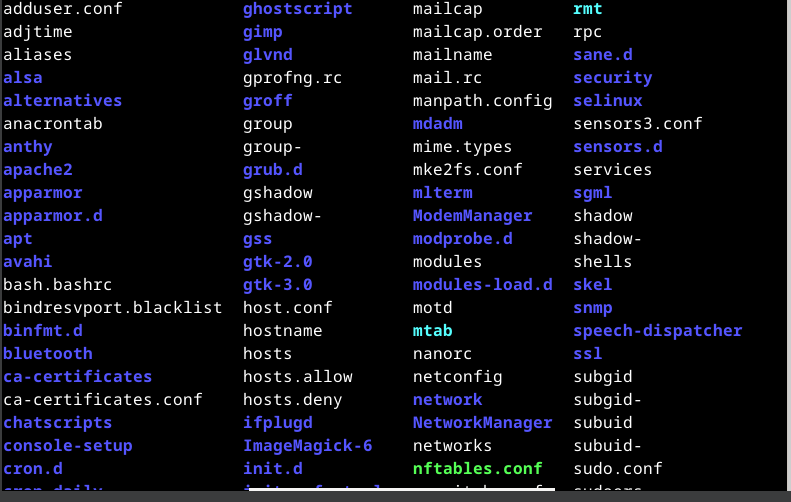 adduser.conf ghostscript mailcap rmt
adjtime gimp mailcap.order rpc
aliases glvnd mailname sane.d
alsa gprofng.rc mail.rc security
alternatives groff manpath.config selinux
anacrontab group mdadm sensors3.conf
anthy group- mime.types sensors.d
apache2 grub.d mke2fs.conf services
apparmor gshadow mlterm sgml
apparmor.d gshadow- ModemManager shadow
apt gss modprobe.d shadow-
avahi gtk-2.0 modules shells
bash.bashrc gtk-3.0 modules-load.d skel
bindresvport.blacklist host.conf motd snmp
binfmt.d hostname mtab speech-dispatcher
bluetooth hosts nanorc ssl
ca-certificates hosts.allow netconfig subgid
ca-certificates.conf hosts.deny network subgid-
chatscripts ifplugd NetworkManager subuid
console-setup ImageMagick-6 networks subuid-
cron.d init.d nftables.conf sudo.conf
cron.daily sudoers